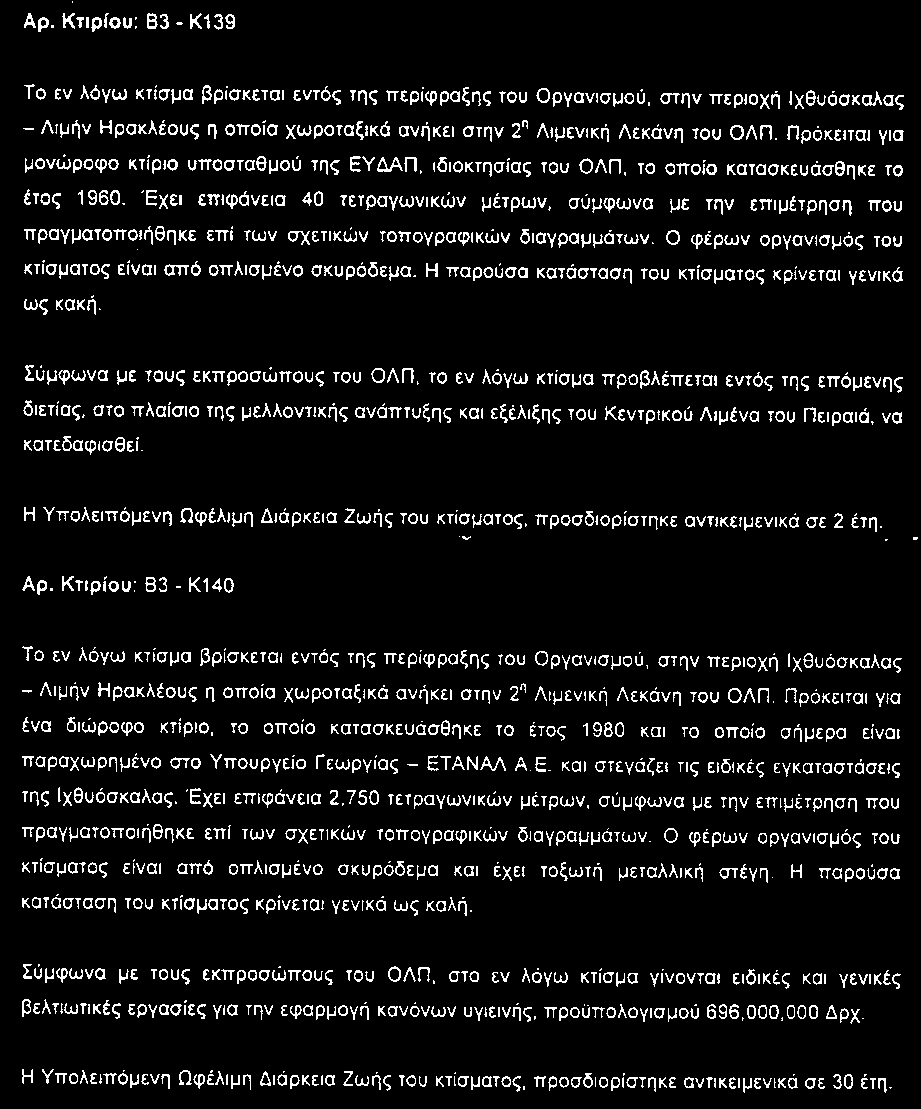 Αρ. Κτιρίου: Β3 - Κ139
Το εν λόγω κτίσμα βρίσκεται εντός της περίφραξης του Οργανισμού, στην περιοχή Ιχθυόσκαλας
– Λιμήν Ηρακλέους η οποία χωροταξικά ανήκει στην 2η Λιμενική Λεκάνη του ΟΛΠ. Πρόκειται για
μονώροφο κτίριο υποσταθμού της ΕΥΔΑΠ, ιδιοκτησίας του ΟΛΠ, το οποίο κατασκευάσθηκε το
έτος 1960. Έχει επιφάνεια 40 τετραγωνικών μέτρων, σύμφωνα με την επιμέτρηση που
πραγματοποιήθηκε επί των σχετικών τοπογραφικών διαγραμμάτων. Ο φέρων οργανισμός του
κτίσματος είναι από οπλισμένο σκυρόδεμα. Η παρούσα κατάσταση του κτίσματος κρίνεται γενικά
ως κακή.
Σύμφωνα με τους εκπροσώπους του ΟΛΠ, το εν λόγω κτίσμα προβλέπεται εντός της επόμενης
διετίας, στο πλαίσιο της μελλοντικής ανάπτυξης και εξέλιξης του Κεντρικού Λιμένα του Πειραιά, να
κατεδαφισθεί.
Η Υπολειπόμενη Ωφέλιμη Διάρκεια Ζωής του κτίσματος, προσδιορίστηκε αντικειμενικά σε 2 έτη.
Αρ. Κτιρίου: Β3 - Κ140
Το εν λόγω κτίσμα βρίσκεται εντός της περίφραξης του Οργανισμού, στην περιοχή Ιχθυόσκαλας
– Λιμήν Ηρακλέους η οποία χωροταξικά ανήκει στην 2η Λιμενική Λεκάνη του ΟΛΠ. Πρόκειται για
ένα διώροφο κτίριο, το οποίο κατασκευάσθηκε το έτος 1980 και το οποίο σήμερα είναι
παραχωρημένο στο Υπουργείο Γεωργίας – ΕΤΑΝΑΛ Α.Ε. και στεγάζει τις ειδικές εγκαταστάσεις
της Ιχθυόσκαλας. Έχει επιφάνεια 2,750 τετραγωνικών μέτρων, σύμφωνα με την επιμέτρηση που
πραγματοποιήθηκε επί των σχετικών τοπογραφικών διαγραμμάτων. Ο φέρων οργανισμός του
κτίσματος είναι από οπλισμένο σκυρόδεμα και έχει τοξωτή μεταλλική στέγη. Η παρούσα
κατάσταση του κτίσματος κρίνεται γενικά ως καλή.
Σύμφωνα με τους εκπροσώπους του ΟΛΠ, στο εν λόγω κτίσμα γίνονται ειδικές και γενικές
βελτιωτικές εργασίες για την εφαρμογή κανόνων υγιεινής, προϋπολογισμού 696,000,000 Δρχ.
Η Υπολειπόμενη Ωφέλιμη Διάρκεια Ζωής του κτίσματος, προσδιορίστηκε αντικειμενικά σε 30 έτη.